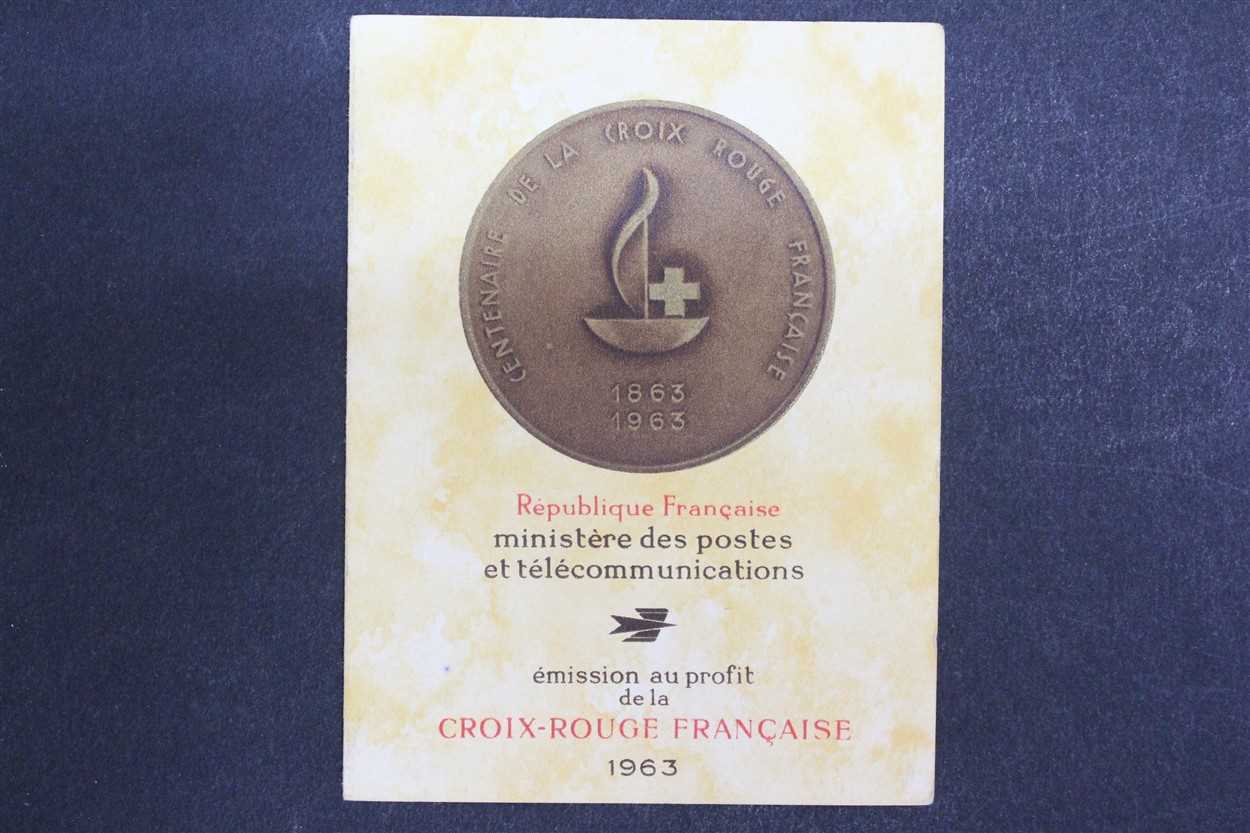 CENTENAIRE DE LA CROIX ROUGE FRANÇAISE
1863
1963
République Française
ministère des postes
et télécommunications
émission au profit
de la
CROIX-ROUGE FRANÇAISE
1963